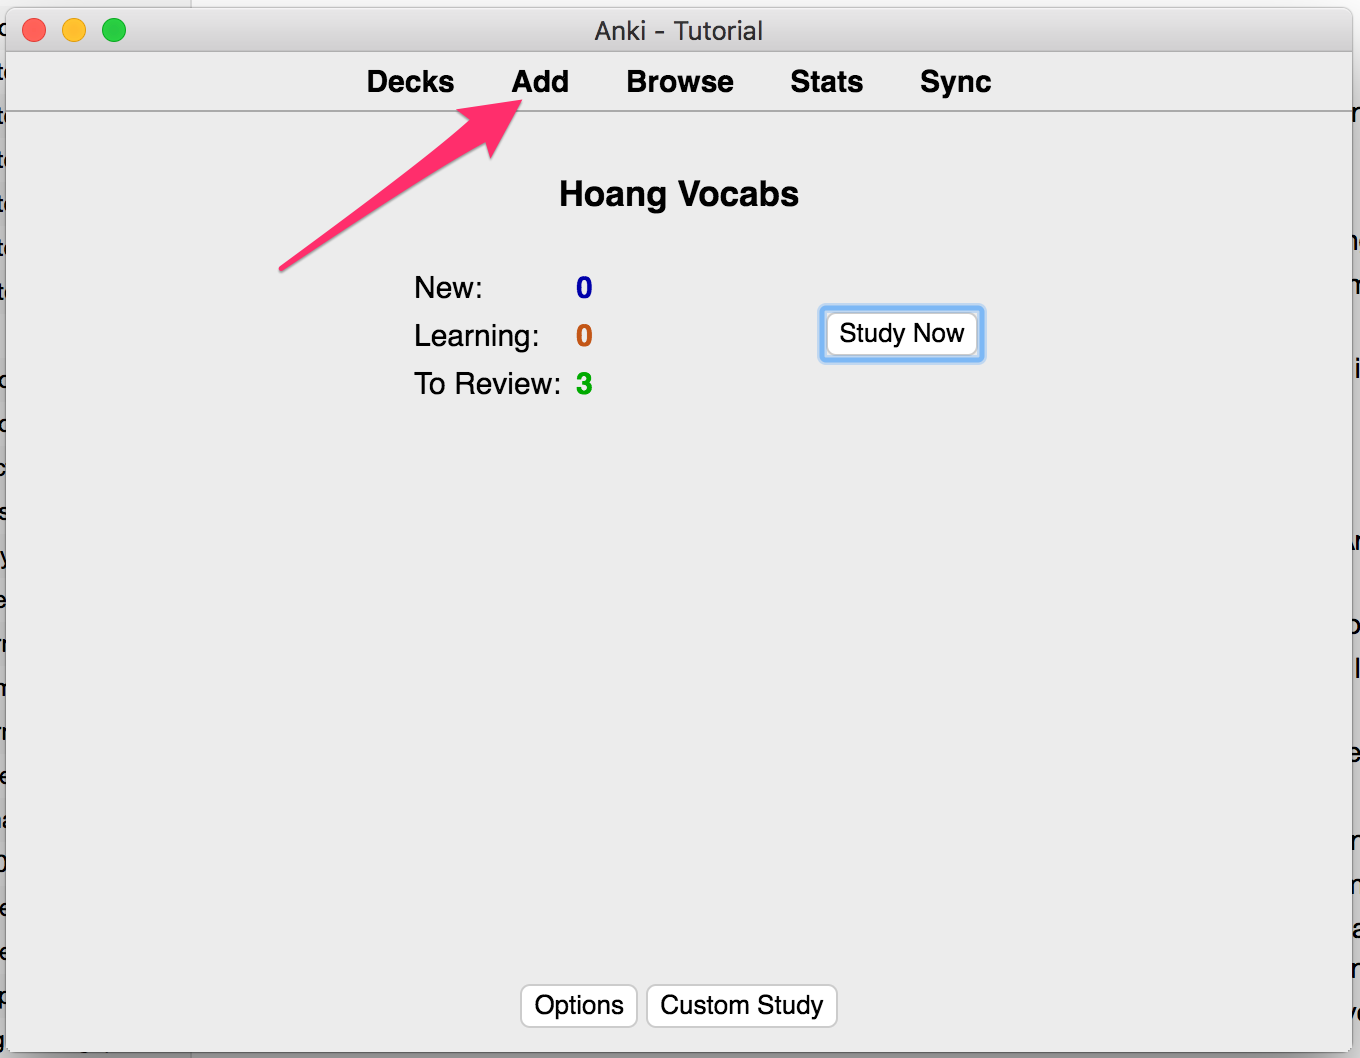 Anki - Tutorial
Decks Add Browse Stats Sync
Hoang Vocabs
New: 0
Learning: 0
Study Now
To Review: 3
Options Custom Study